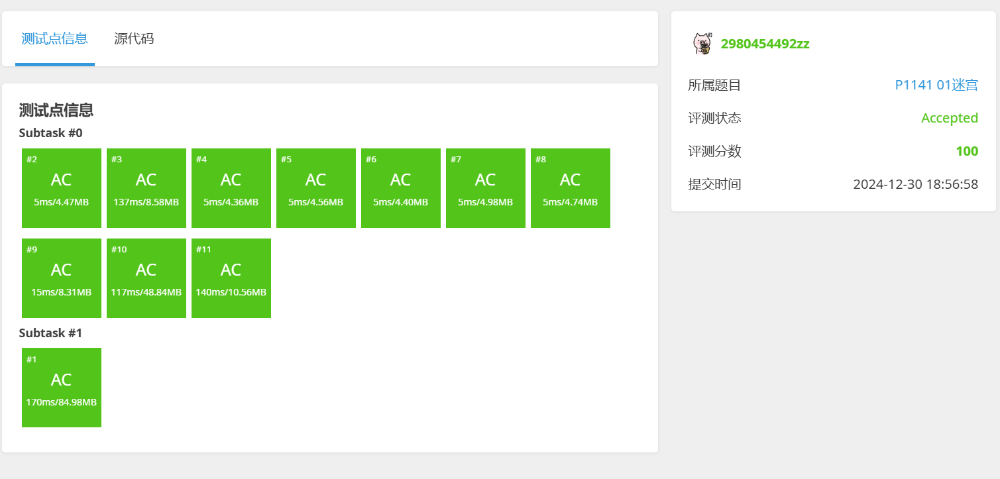 测试点信息 源代码
测试点信息
Subtask #0
#2 #3 #4 #5 #6 #7 #8
AC AC AC AC AC AC AC
5ms/4.47MB 137ms/8.58MB 5ms/4.36MB 5ms/4.56MB 5ms/4.40MB 5ms/4.98MB 5ms/4.74MB
#9 #10 #11
AC AC AC
15ms/8.31MB 117ms/48.84MB 140ms/10.56MB
Subtask #1
#1
AC
170ms/84.98MB
2980454492zz
所属题目 P1141 01迷宫
评测状态 Accepted
评测分数 100
提交时间 2024-12-30 18:56:58